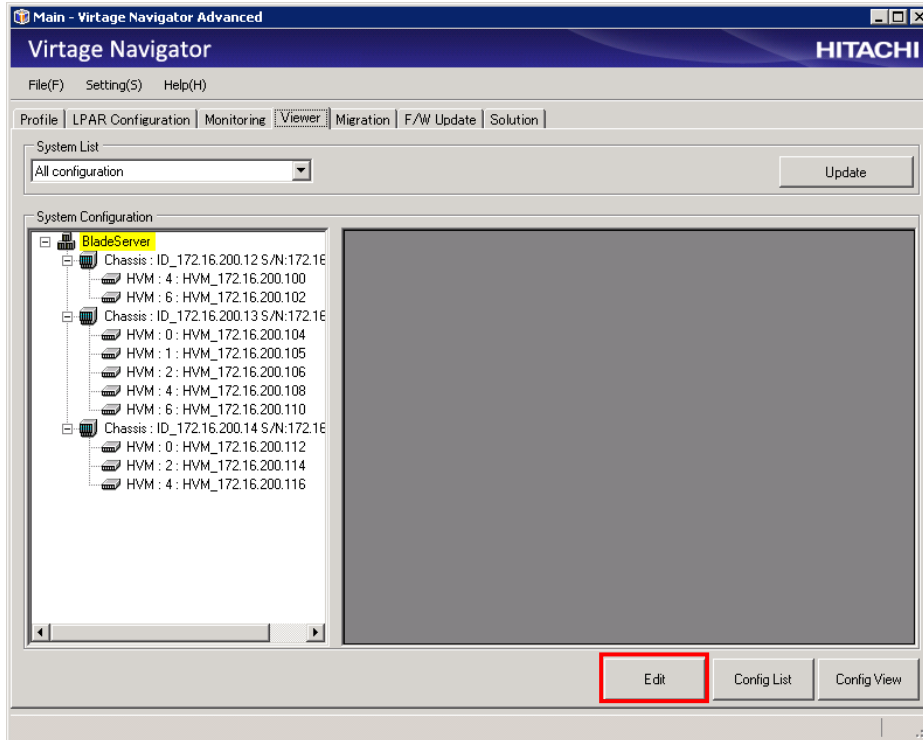 Main - Virtage Navigator Advanced
Virtage Navigator
HITACHI
File(F) Setting(S) Help(H)
Profile LPAR Configuration Monitoring Viewer Migration F/W Update Solution
System List
All configuration
Update
System Configuration
BladeServer
Chassis : ID_172.16.200.12 S/N:172.16
HVM : 4 : HVM_172.16.200.100
HVM : 6 : HVM_172.16.200.102
Chassis : ID_172.16.200.13 S/N:172.16
HVM : 0 : HVM_172.16.200.104
HVM : 1 : HVM_172.16.200.105
HVM : 2 : HVM_172.16.200.106
HVM : 4 : HVM_172.16.200.108
HVM : 6 : HVM_172.16.200.110
Chassis : ID_172.16.200.14 S/N:172.16
HVM : 0 : HVM_172.16.200.112
HVM : 2 : HVM_172.16.200.114
HVM : 4 : HVM_172.16.200.116
Edit Config List Config View